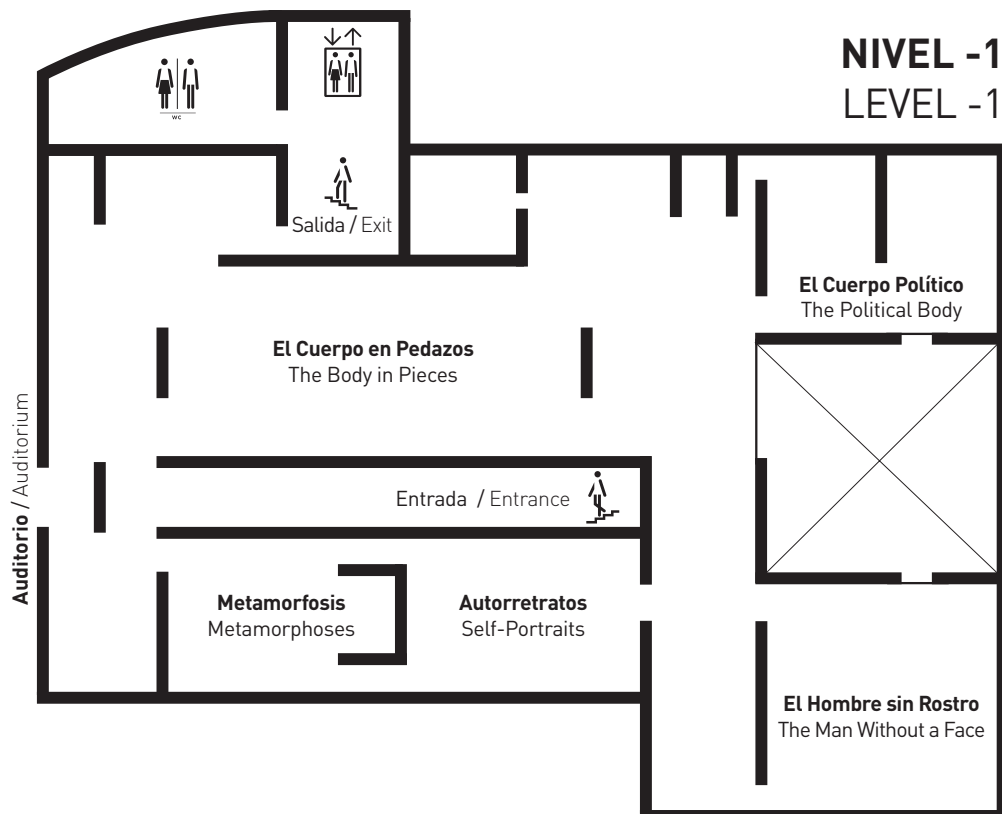 NIVEL -1
LEVEL -1
WC
Salida / Exit
El Cuerpo Político
The Political Body
El Cuerpo en Pedazos
The Body in Pieces
Auditorio / Auditorium
Entrada / Entrance
Metamorfosis
Metamorphoses
Autorretratos
Self-Portraits
El Hombre sin Rostro
The Man Without a Face